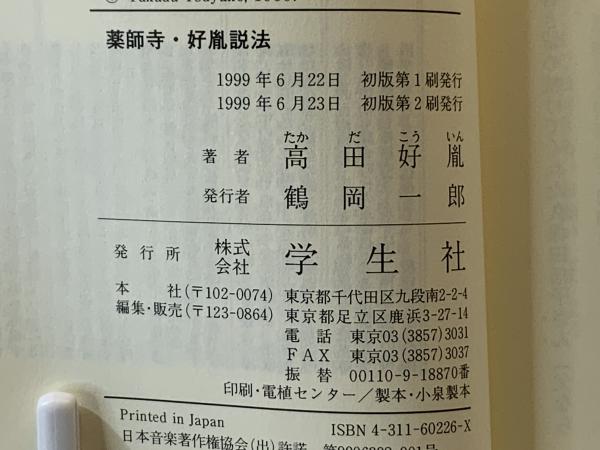 薬師寺・好胤説法
1999年6月22日 初版第1刷発行
1999年6月23日 初版第2刷発行
たか だ こう いん
著者 高田好胤
発行者 鶴岡一郎
発行所 株式会社 学生社
本 社(〒102-0074) 東京都千代田区九段南2-2-4
編集・販売(〒123-0864) 東京都足立区鹿浜3-27-14
電話 東京03(3857)3031
FAX 東京03(3857)3037
振替 00110-9-18870番
印刷・電植センター/製本・小泉製本
Printed in Japan ISBN 4-311-60226-X
日本音楽著作権協会(出)許諾